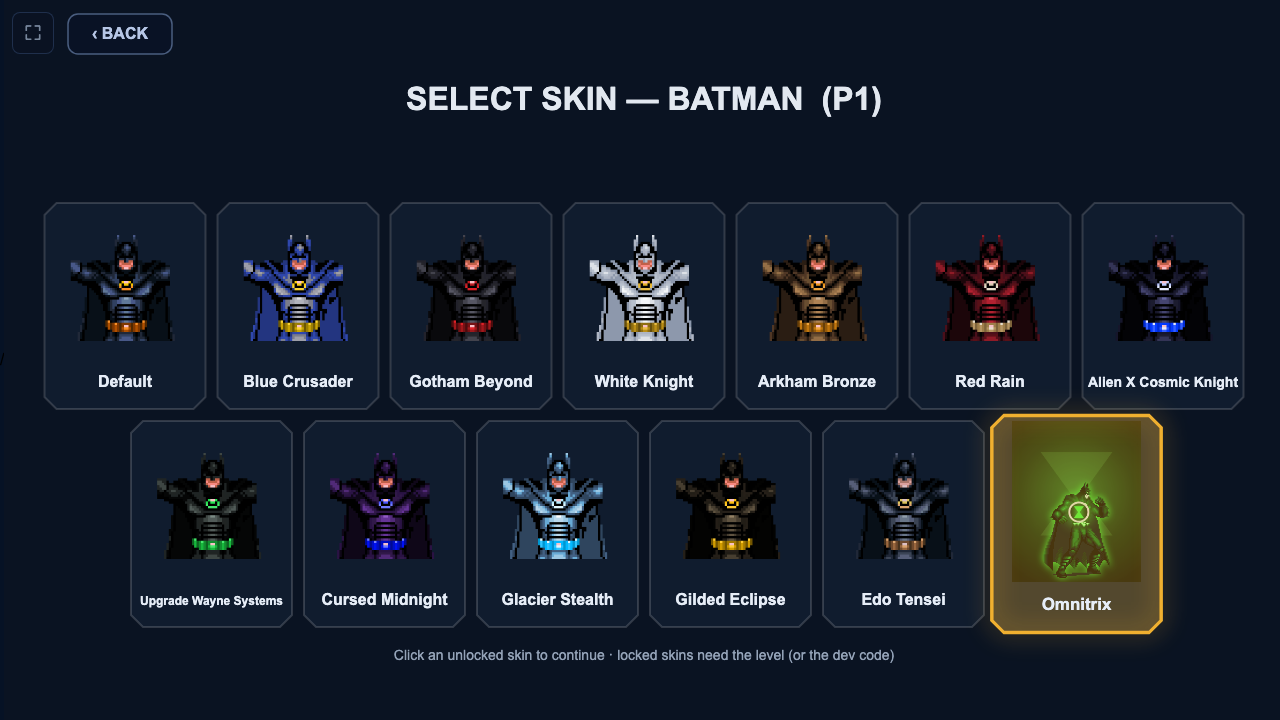 ‹ BACK
SELECT SKIN — BATMAN (P1)
Default
Blue Crusader
Gotham Beyond
White Knight
Arkham Bronze
Red Rain
Alien X Cosmic Knight
Upgrade Wayne Systems
Cursed Midnight
Glacier Stealth
Gilded Eclipse
Edo Tensei
Omnitrix
Click an unlocked skin to continue · locked skins need the level (or the dev code)